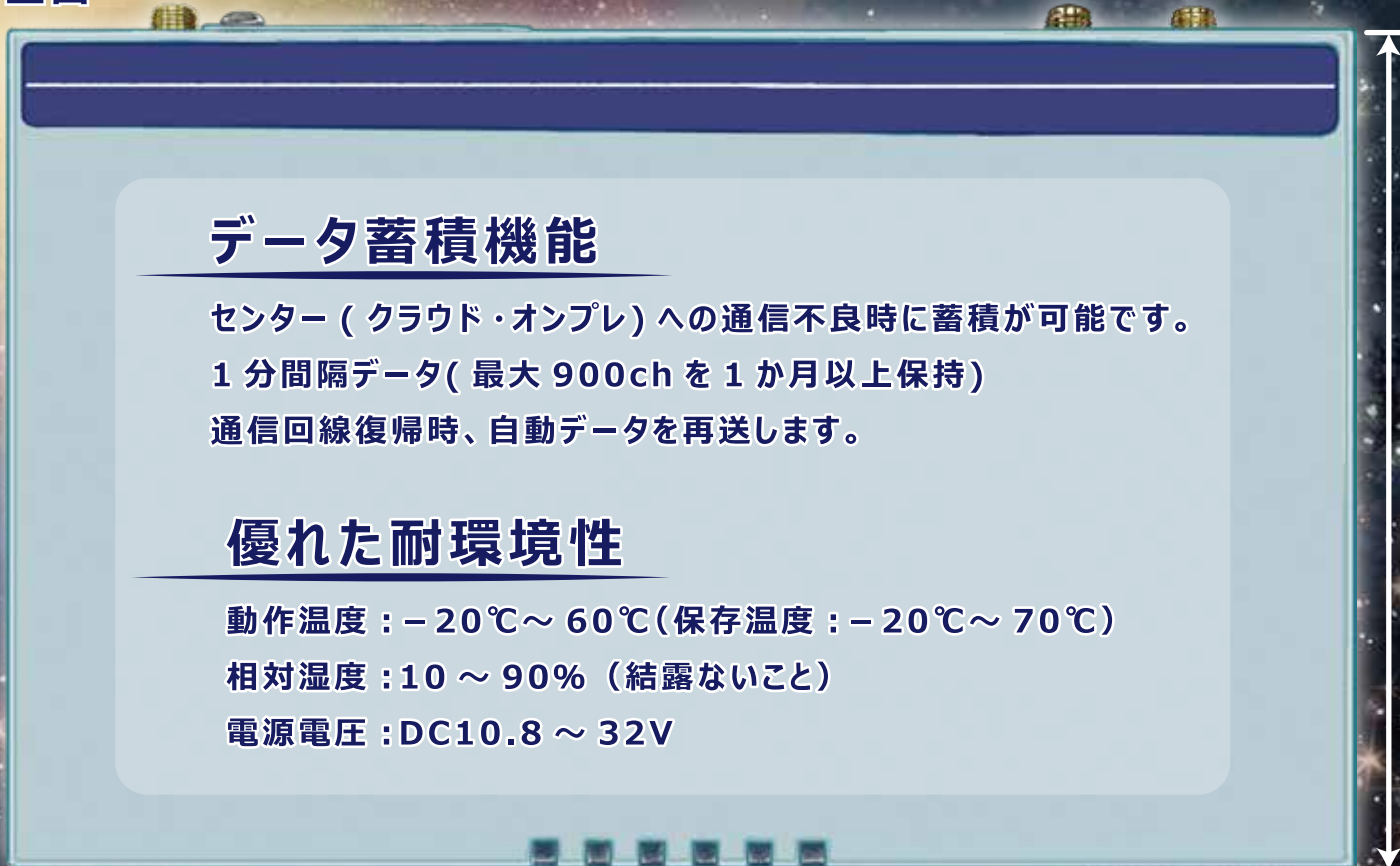 データ蓄積機能
センター ( クラウド・オンプレ) への通信不良時に蓄積が可能です。
1 分間隔データ( 最大 900ch を 1 か月以上保持)
通信回線復帰時、自動データを再送します。
優れた耐環境性
動作温度 :－20℃～ 60℃(保存温度 :－20℃～ 70℃)
相対湿度 :10 ～ 90%（結露ないこと）
電源電圧 :DC10.8 ～ 32V